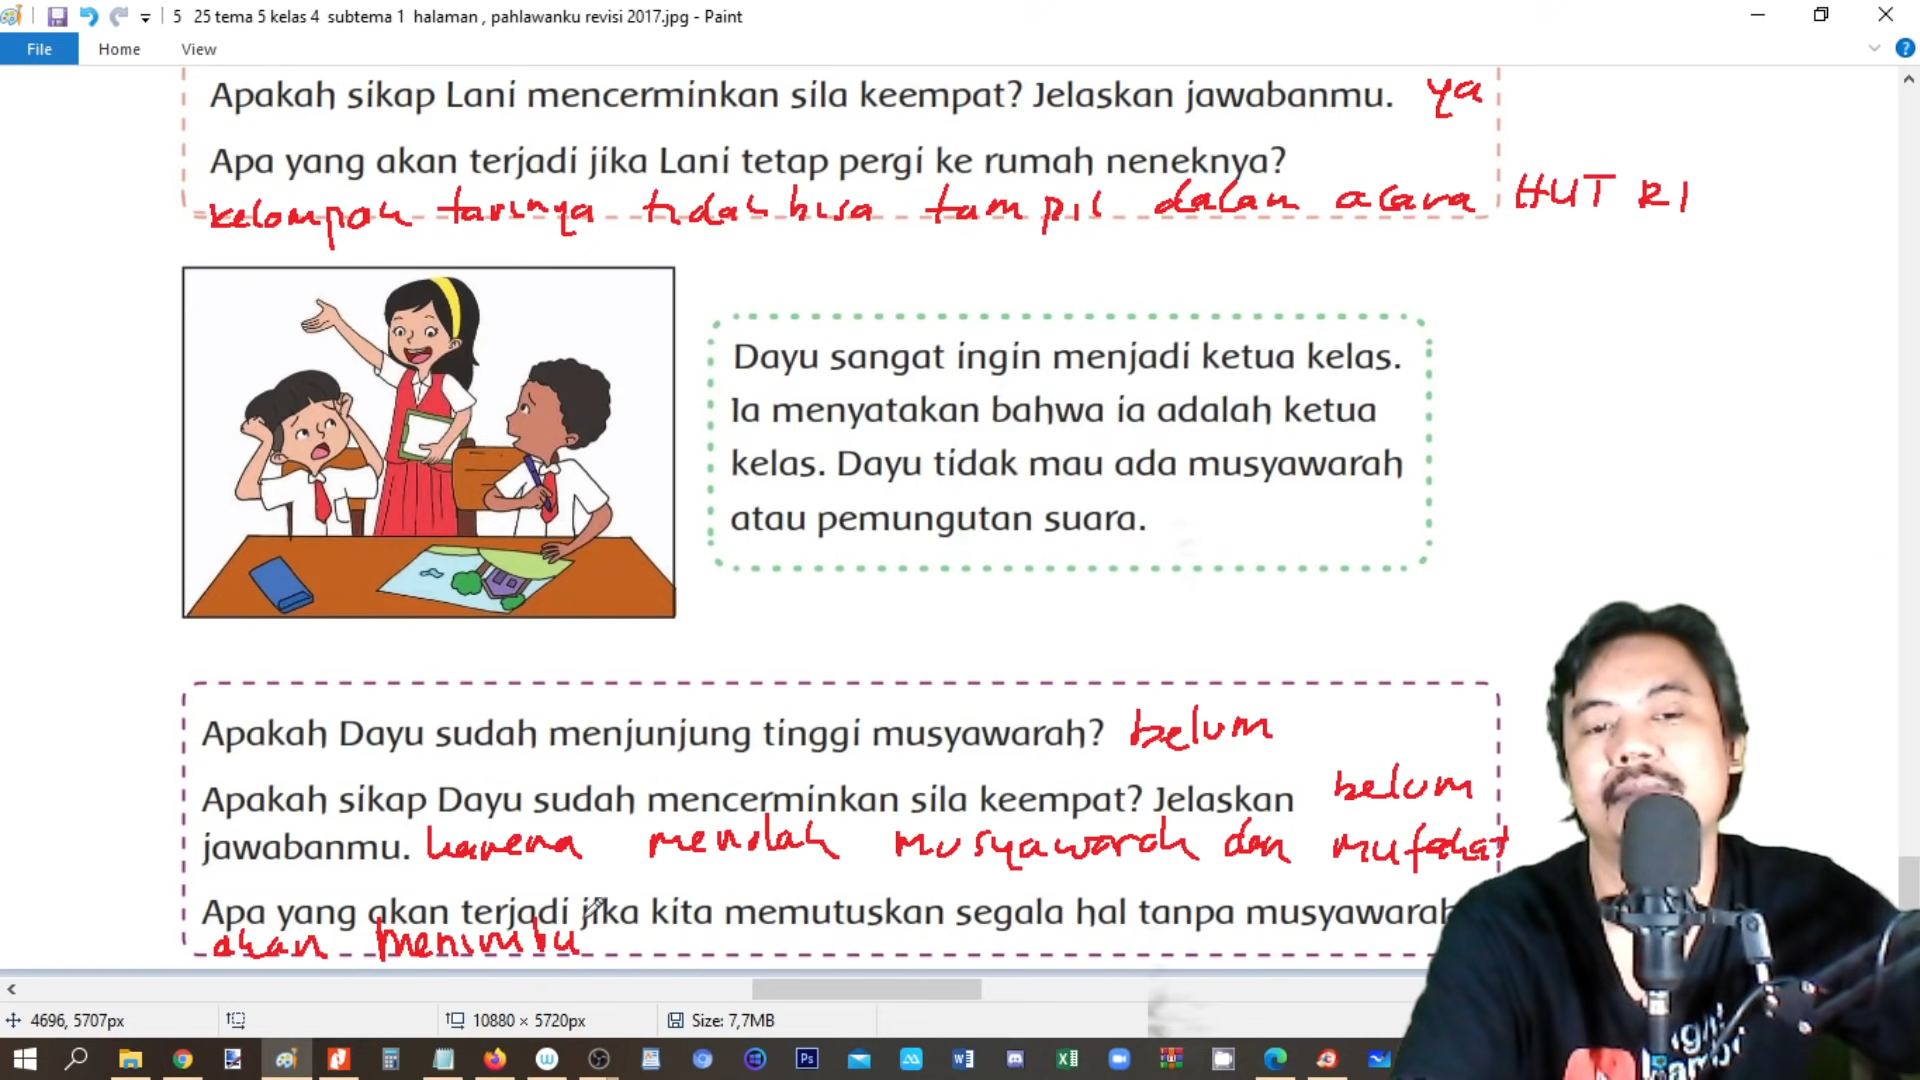 5 25 tema 5 kelas 4 subtema 1 halaman , pahlawanku revisi 2017.jpg - Paint
File Home View
Apakah sikap Lani mencerminkan sila keempat? Jelaskan jawabanmu. ya
Apa yang akan terjadi jika Lani tetap pergi ke rumah neneknya?
kelompok tarinya tidak bisa tampil dalam acara HUT RI
Dayu sangat ingin menjadi ketua kelas.
Ia menyatakan bahwa ia adalah ketua
kelas. Dayu tidak mau ada musyawarah
atau pemungutan suara.
Apakah Dayu sudah menjunjung tinggi musyawarah? belum
Apakah sikap Dayu sudah mencerminkan sila keempat? Jelaskan belum
jawabanmu. karena menolak musyawarah dan mufakat
Apa yang akan terjadi jika kita memutuskan segala hal tanpa musyawarah
akan menimbu
4696, 5707px 10880 × 5720px Size: 7,7MB